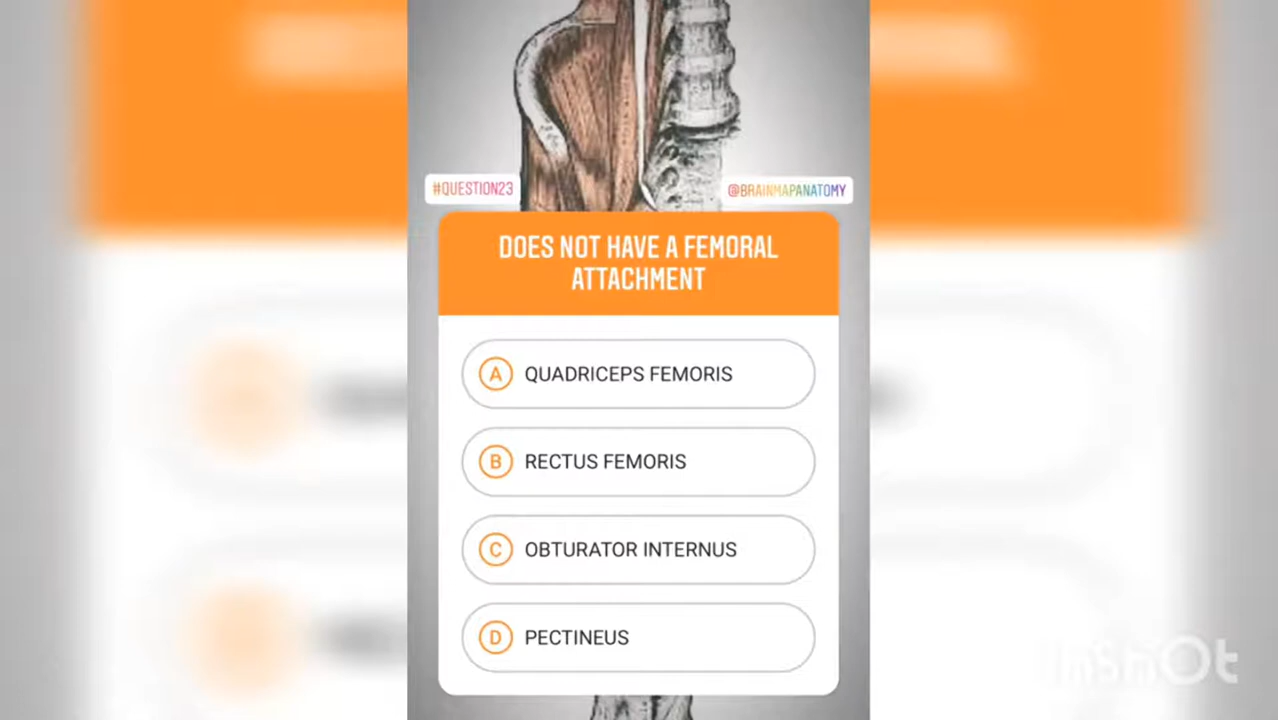 #QUESTION23
@BRAINMAPANATOMY
DOES NOT HAVE A FEMORAL
ATTACHMENT
A QUADRICEPS FEMORIS
B RECTUS FEMORIS
C OBTURATOR INTERNUS
D PECTINEUS
InShOt